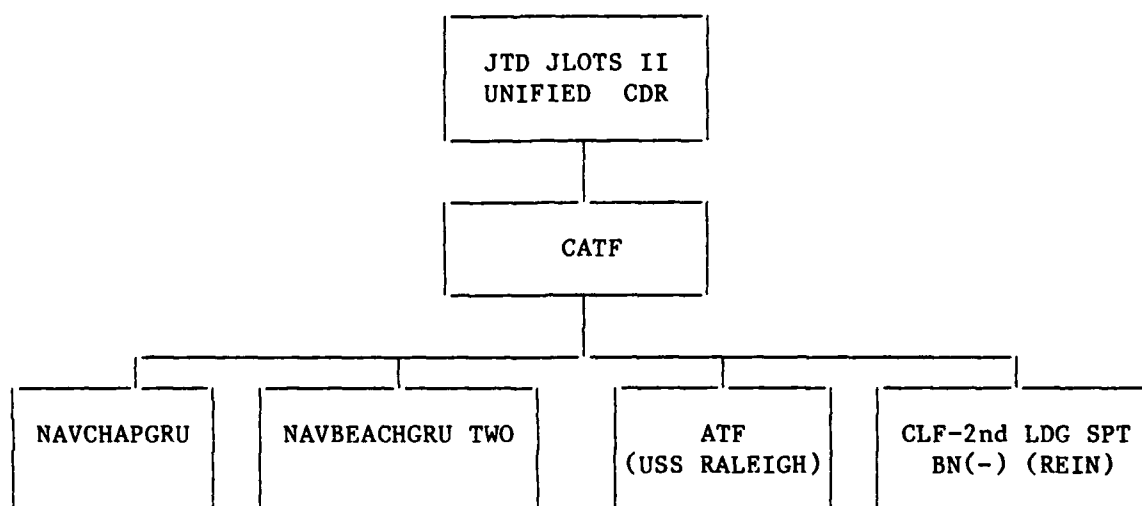 JTD JLOTS II
UNIFIED CDR
CATF
NAVCHAPGRU
NAVBEACHGRU TWO
ATF
(USS RALEIGH)
CLF-2nd LDG SPT
BN(-) (REIN)